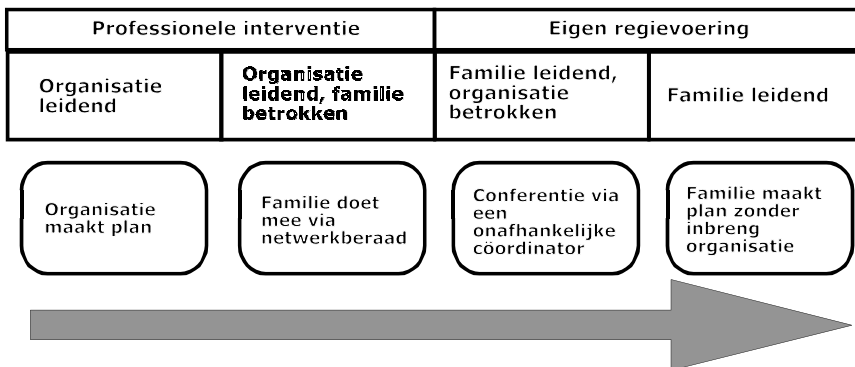 Professionele interventie
Eigen regievoering
Organisatie
leidend
Organisatie
leidend, familie
betrokken
Familie leidend,
organisatie
betrokken
Familie leidend
Organisatie
maakt plan
Familie doet
mee via
netwerkberaad
Conferentie via
een
onafhankelijke
cöordinator
Familie maakt
plan zonder
inbreng
organisatie